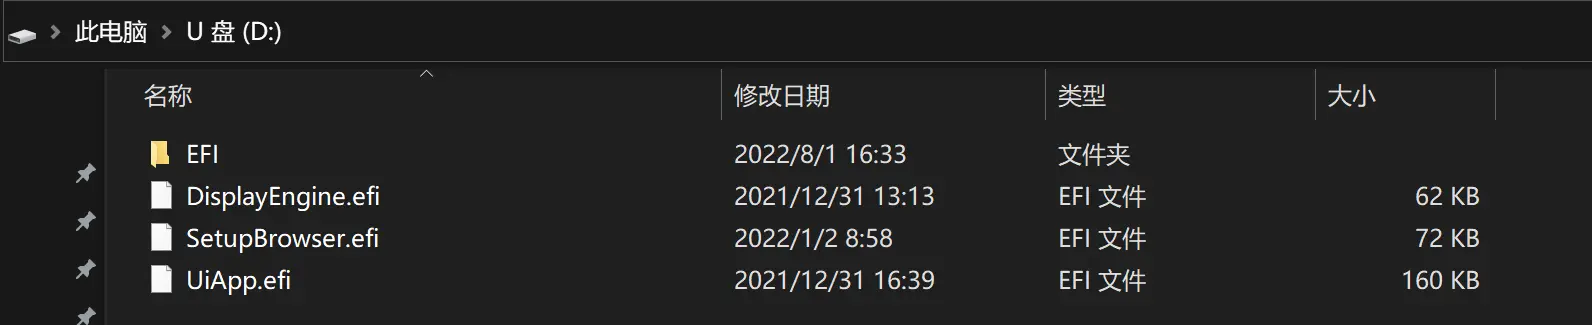 此电脑 > U 盘 (D:)
名称 修改日期 类型 大小
EFI 2022/8/1 16:33 文件夹
DisplayEngine.efi 2021/12/31 13:13 EFI 文件 62 KB
SetupBrowser.efi 2022/1/2 8:58 EFI 文件 72 KB
UiApp.efi 2021/12/31 16:39 EFI 文件 160 KB